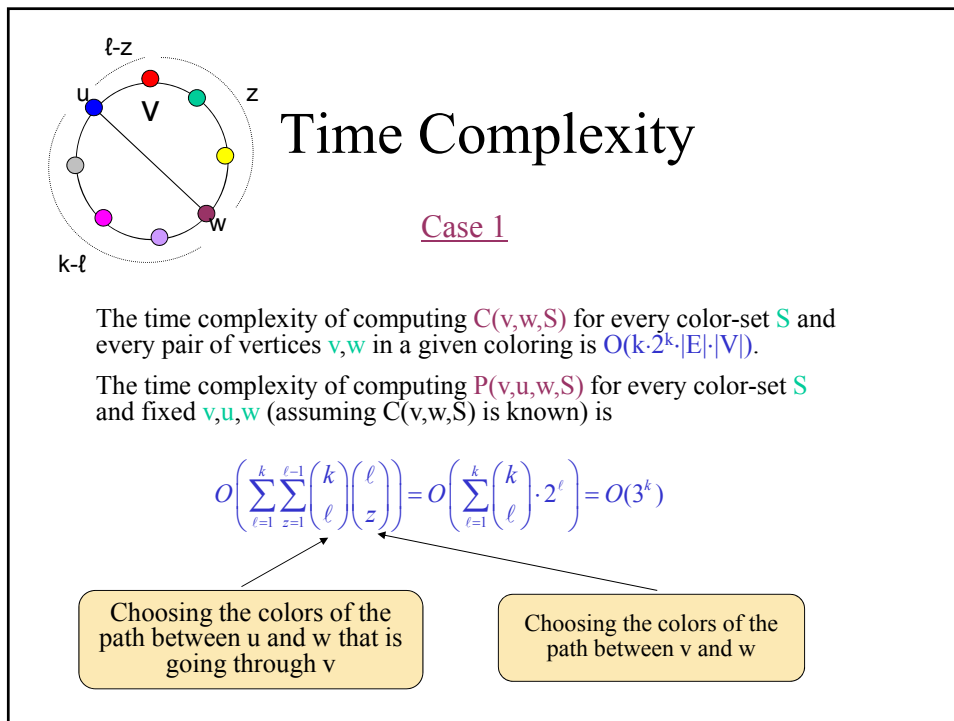 ℓ-z
u
V
z
w
k-ℓ
Time Complexity
Case 1
The time complexity of computing C(v,w,S) for every color-set S and
every pair of vertices v,w in a given coloring is O(k·2^k·|E|·|V|).
The time complexity of computing P(v,u,w,S) for every color-set S
and fixed v,u,w (assuming C(v,w,S) is known) is
O(∑_{ℓ=1}^{k} ∑_{z=1}^{ℓ-1} (k ℓ)(ℓ z)) = O(∑_{ℓ=1}^{k} (k ℓ)·2^ℓ) = O(3^k)
Choosing the colors of the
path between u and w that is
going through v
Choosing the colors of the
path between v and w